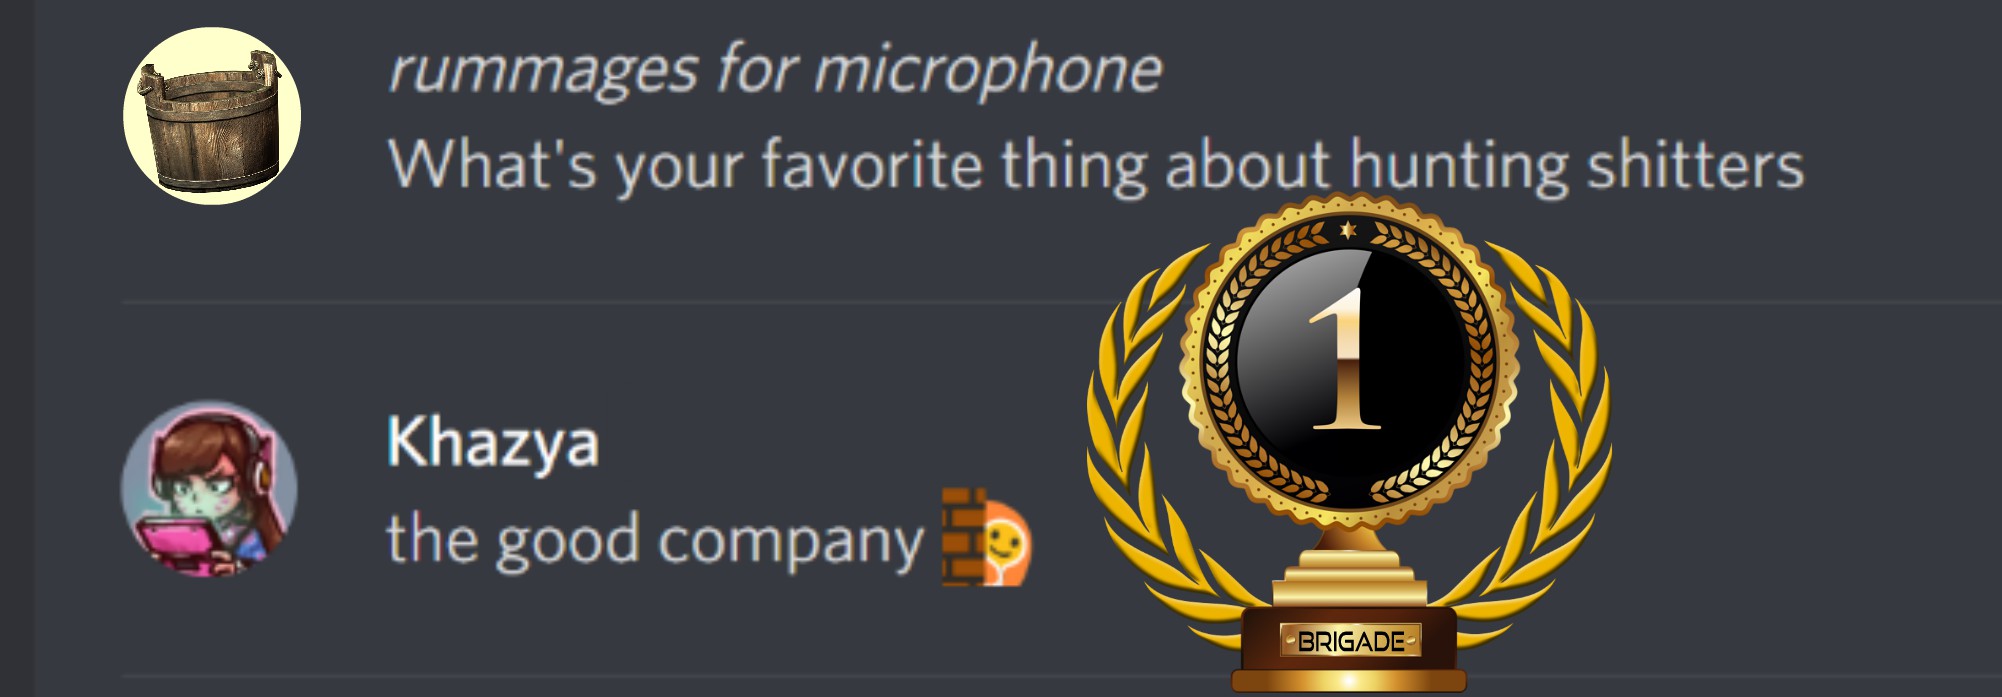 rummages for microphone
What's your favorite thing about hunting shitters
1
Khazya
the good company
BRIGADE